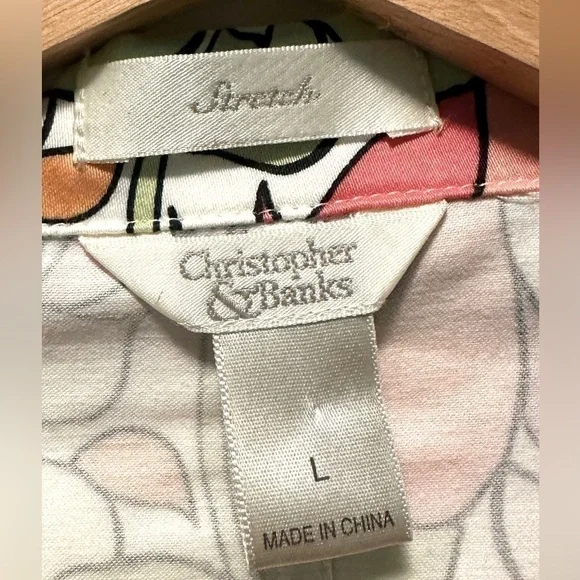 Stretch
Christopher
& Banks
L
MADE IN CHINA